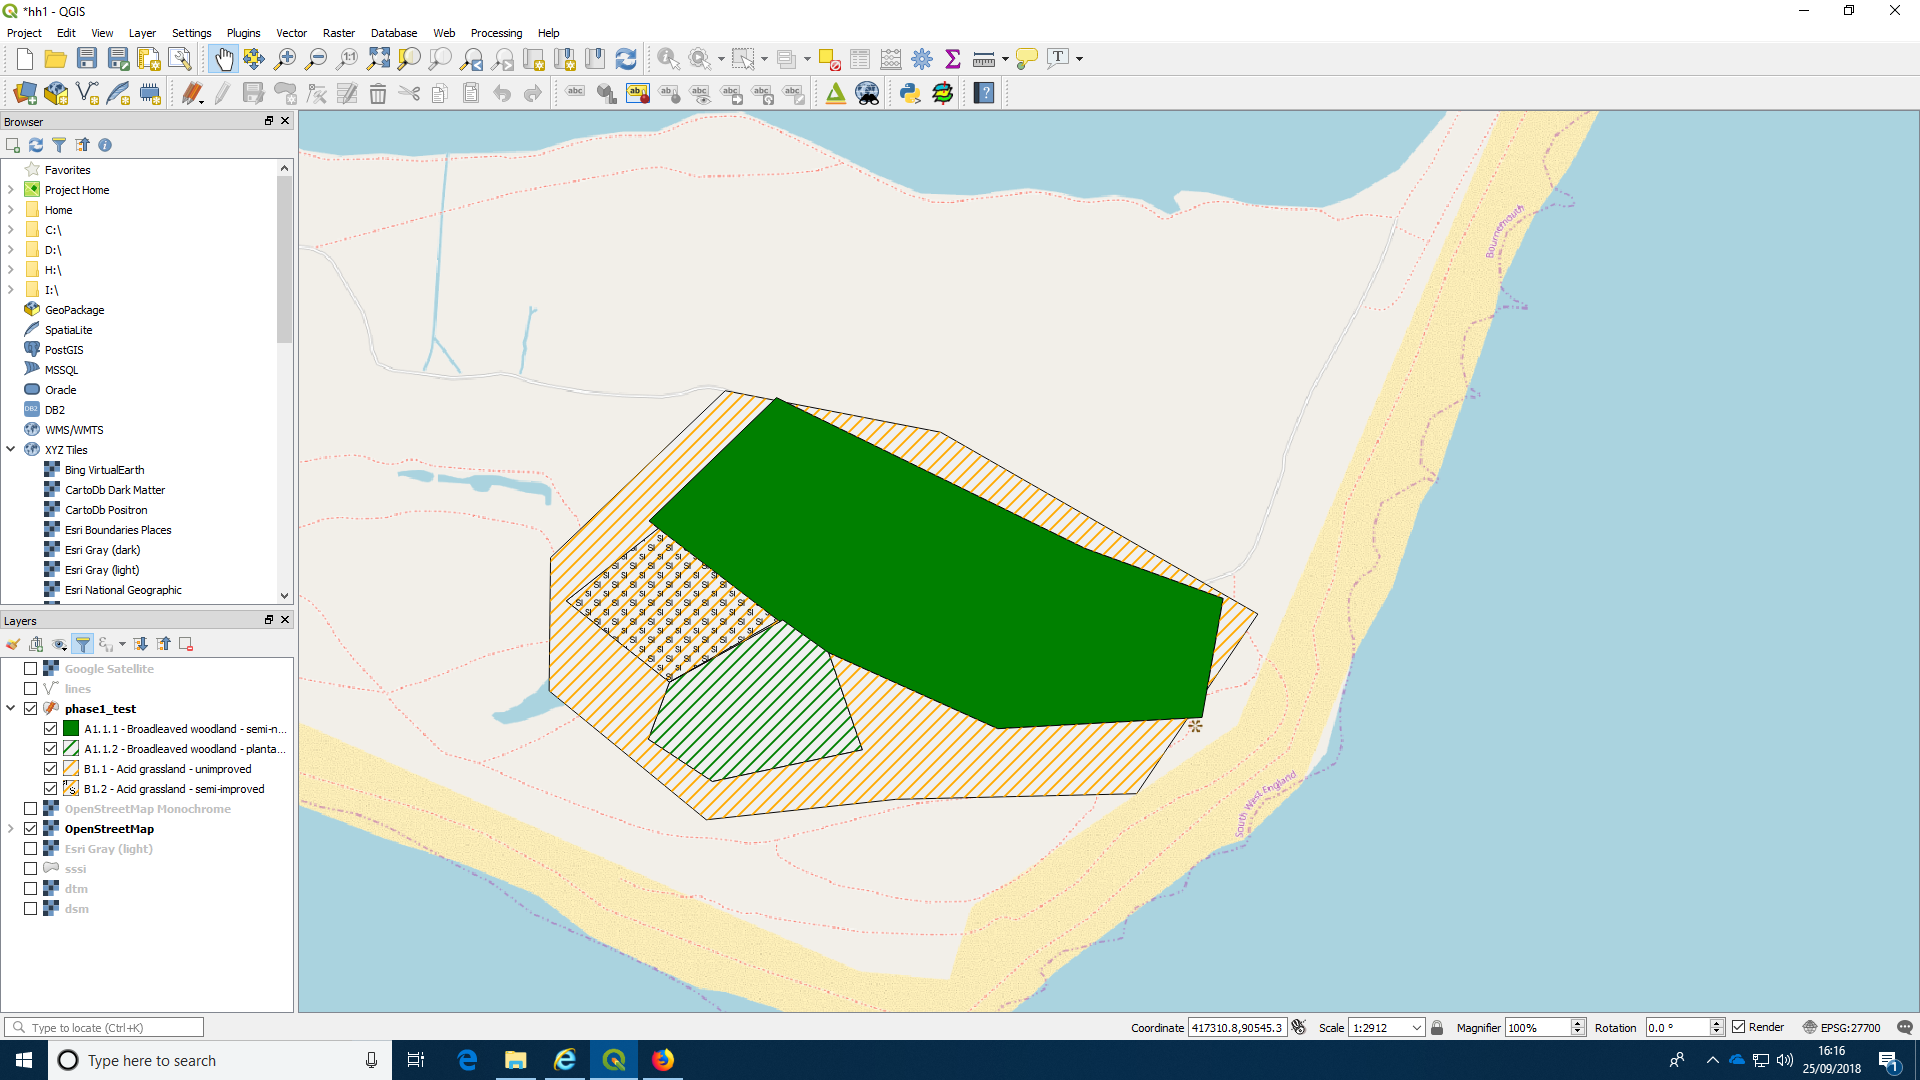 *hh1 - QGIS
Project Edit View Layer Settings Plugins Vector Raster Database Web Processing Help
Browser
Favorites
Project Home
Home
C:\
D:\
H:\
I:\
GeoPackage
SpatiaLite
PostGIS
MSSQL
Oracle
DB2
WMS/WMTS
XYZ Tiles
Bing VirtualEarth
CartoDb Dark Matter
CartoDb Positron
Esri Boundaries Places
Esri Gray (dark)
Esri Gray (light)
Esri National Geographic
Layers
Google Satellite
lines
phase1_test
A1.1.1 - Broadleaved woodland - semi-n...
A1.1.2 - Broadleaved woodland - planta...
B1.1 - Acid grassland - unimproved
B1.2 - Acid grassland - semi-improved
OpenStreetMap Monochrome
OpenStreetMap
Esri Gray (light)
sssi
dtm
dsm
Bournemouth
South West England
Type to locate (Ctrl+K)
Coordinate 417310.8,90545.3 Scale 1:2912 Magnifier 100% Rotation 0.0 ° Render EPSG:27700
Type here to search
16:16
25/09/2018
1